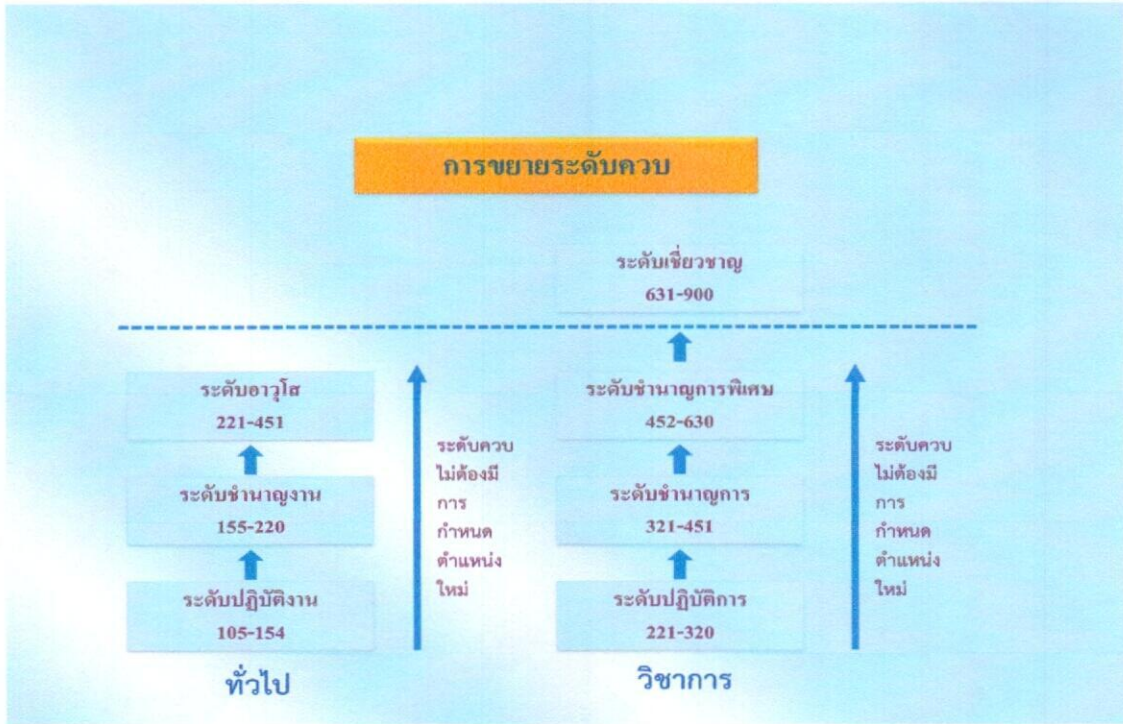 การขยายระดับควบ
ระดับเชี่ยวชาญ
631-900
ระดับอาวุโส
221-451
ระดับชำนาญงาน
155-220
ระดับปฏิบัติงาน
105-154
ทั่วไป
ระดับควบ
ไม่ต้องมี
การ
กำหนด
ตำแหน่ง
ใหม่
ระดับชำนาญการพิเศษ
452-630
ระดับชำนาญการ
321-451
ระดับปฏิบัติการ
221-320
วิชาการ
ระดับควบ
ไม่ต้องมี
การ
กำหนด
ตำแหน่ง
ใหม่